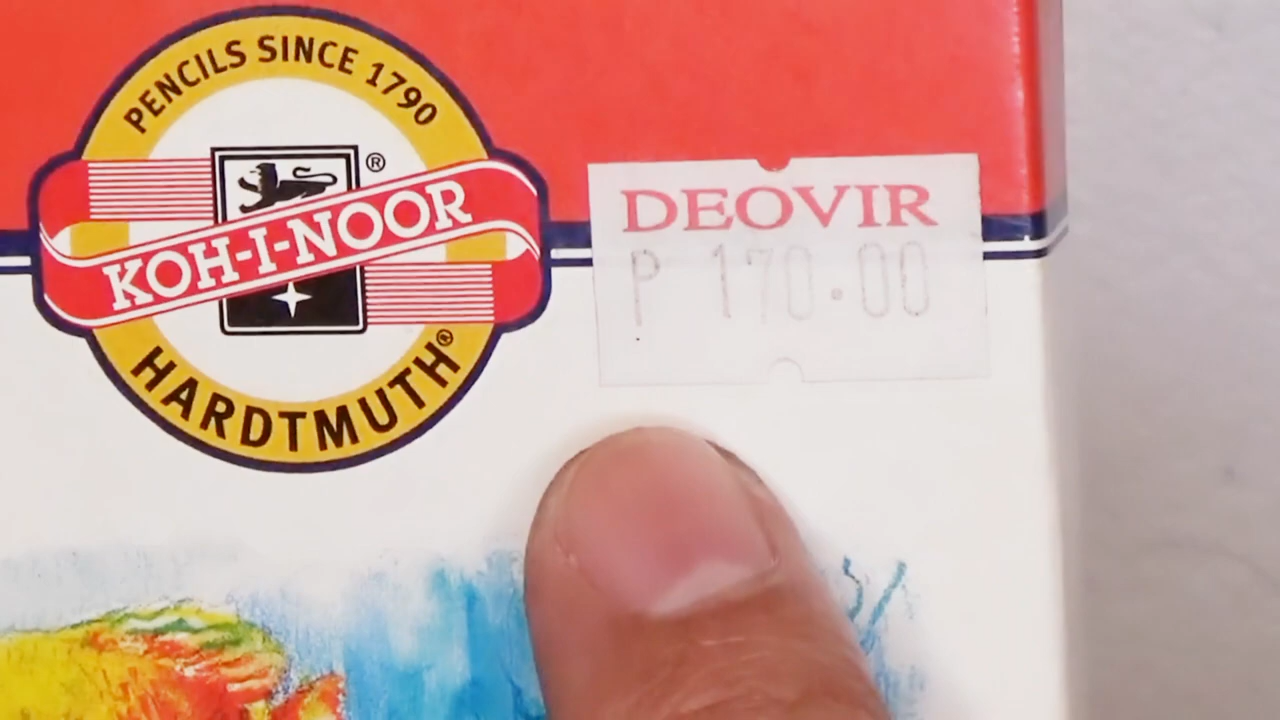 PENCILS SINCE 1790
®
KOH-I-NOOR
HARDTMUTH®
DEOVIR
P 170.00